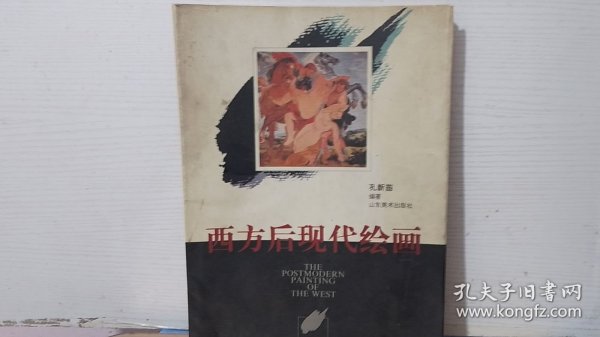 孔新苗
编著
山东美术出版社
西方后现代绘画
THE
POSTMODERN
PAINTING
OF
THE WEST
孔夫子旧书网
www.kongfz.com